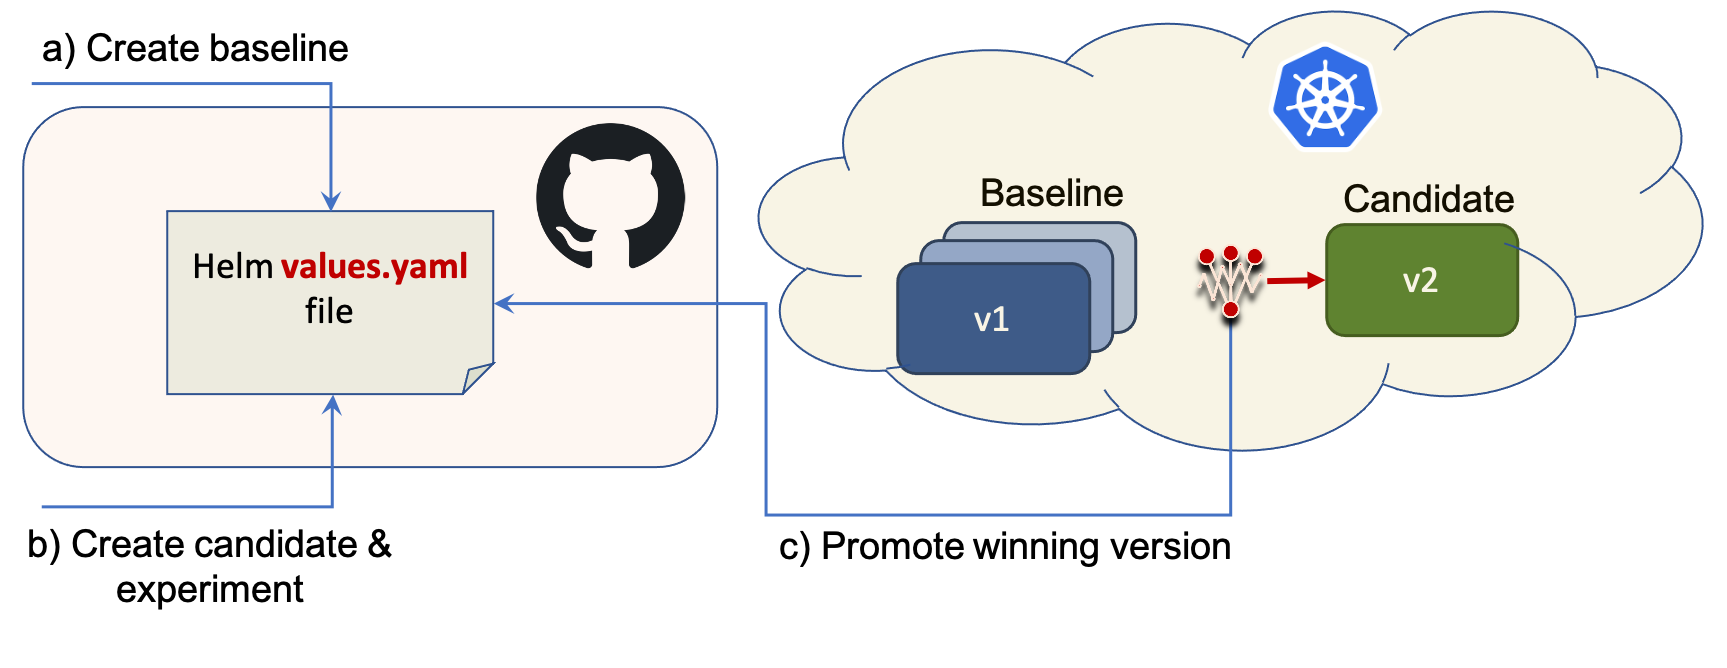 a) Create baseline
Helm values.yaml
file
b) Create candidate &
experiment
Baseline
v1
Candidate
v2
c) Promote winning version